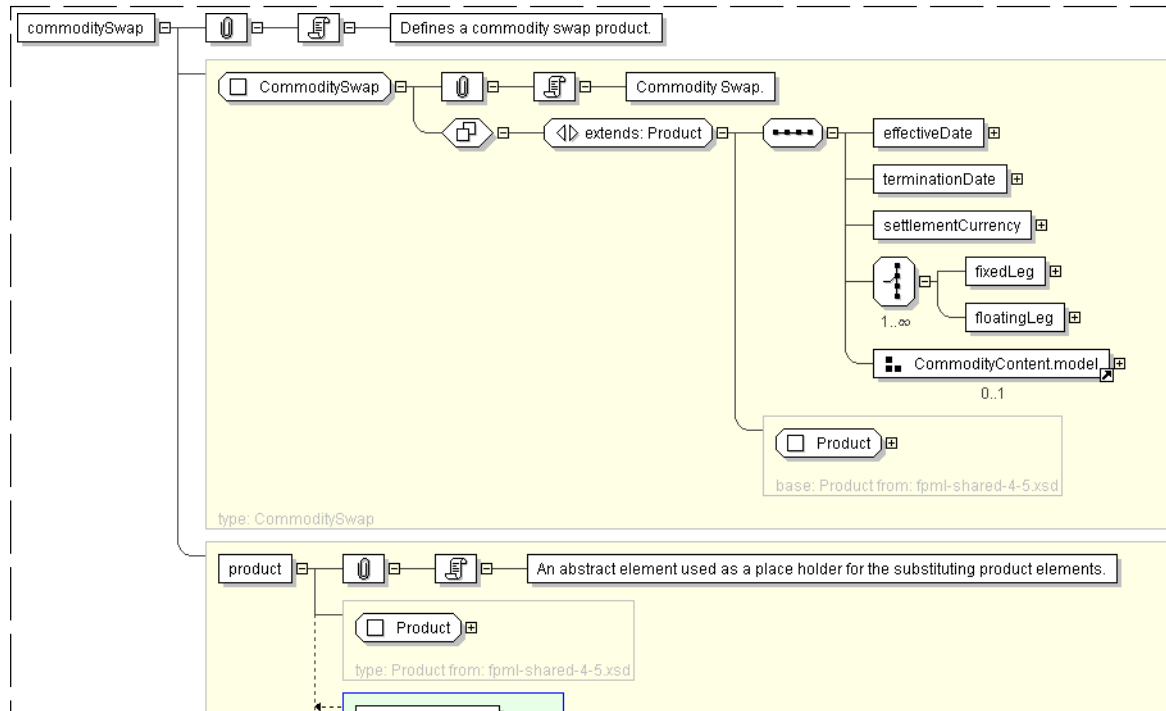 commoditySwap
Defines a commodity swap product.
CommoditySwap
Commodity Swap.
extends: Product
effectiveDate
terminationDate
settlementCurrency
fixedLeg
floatingLeg
1..∞
CommodityContent.model
0..1
Product
base: Product from: fpml-shared-4-5.xsd
type: CommoditySwap
product
An abstract element used as a place holder for the substituting product elements.
Product
type: Product from: fpml-shared-4-5.xsd